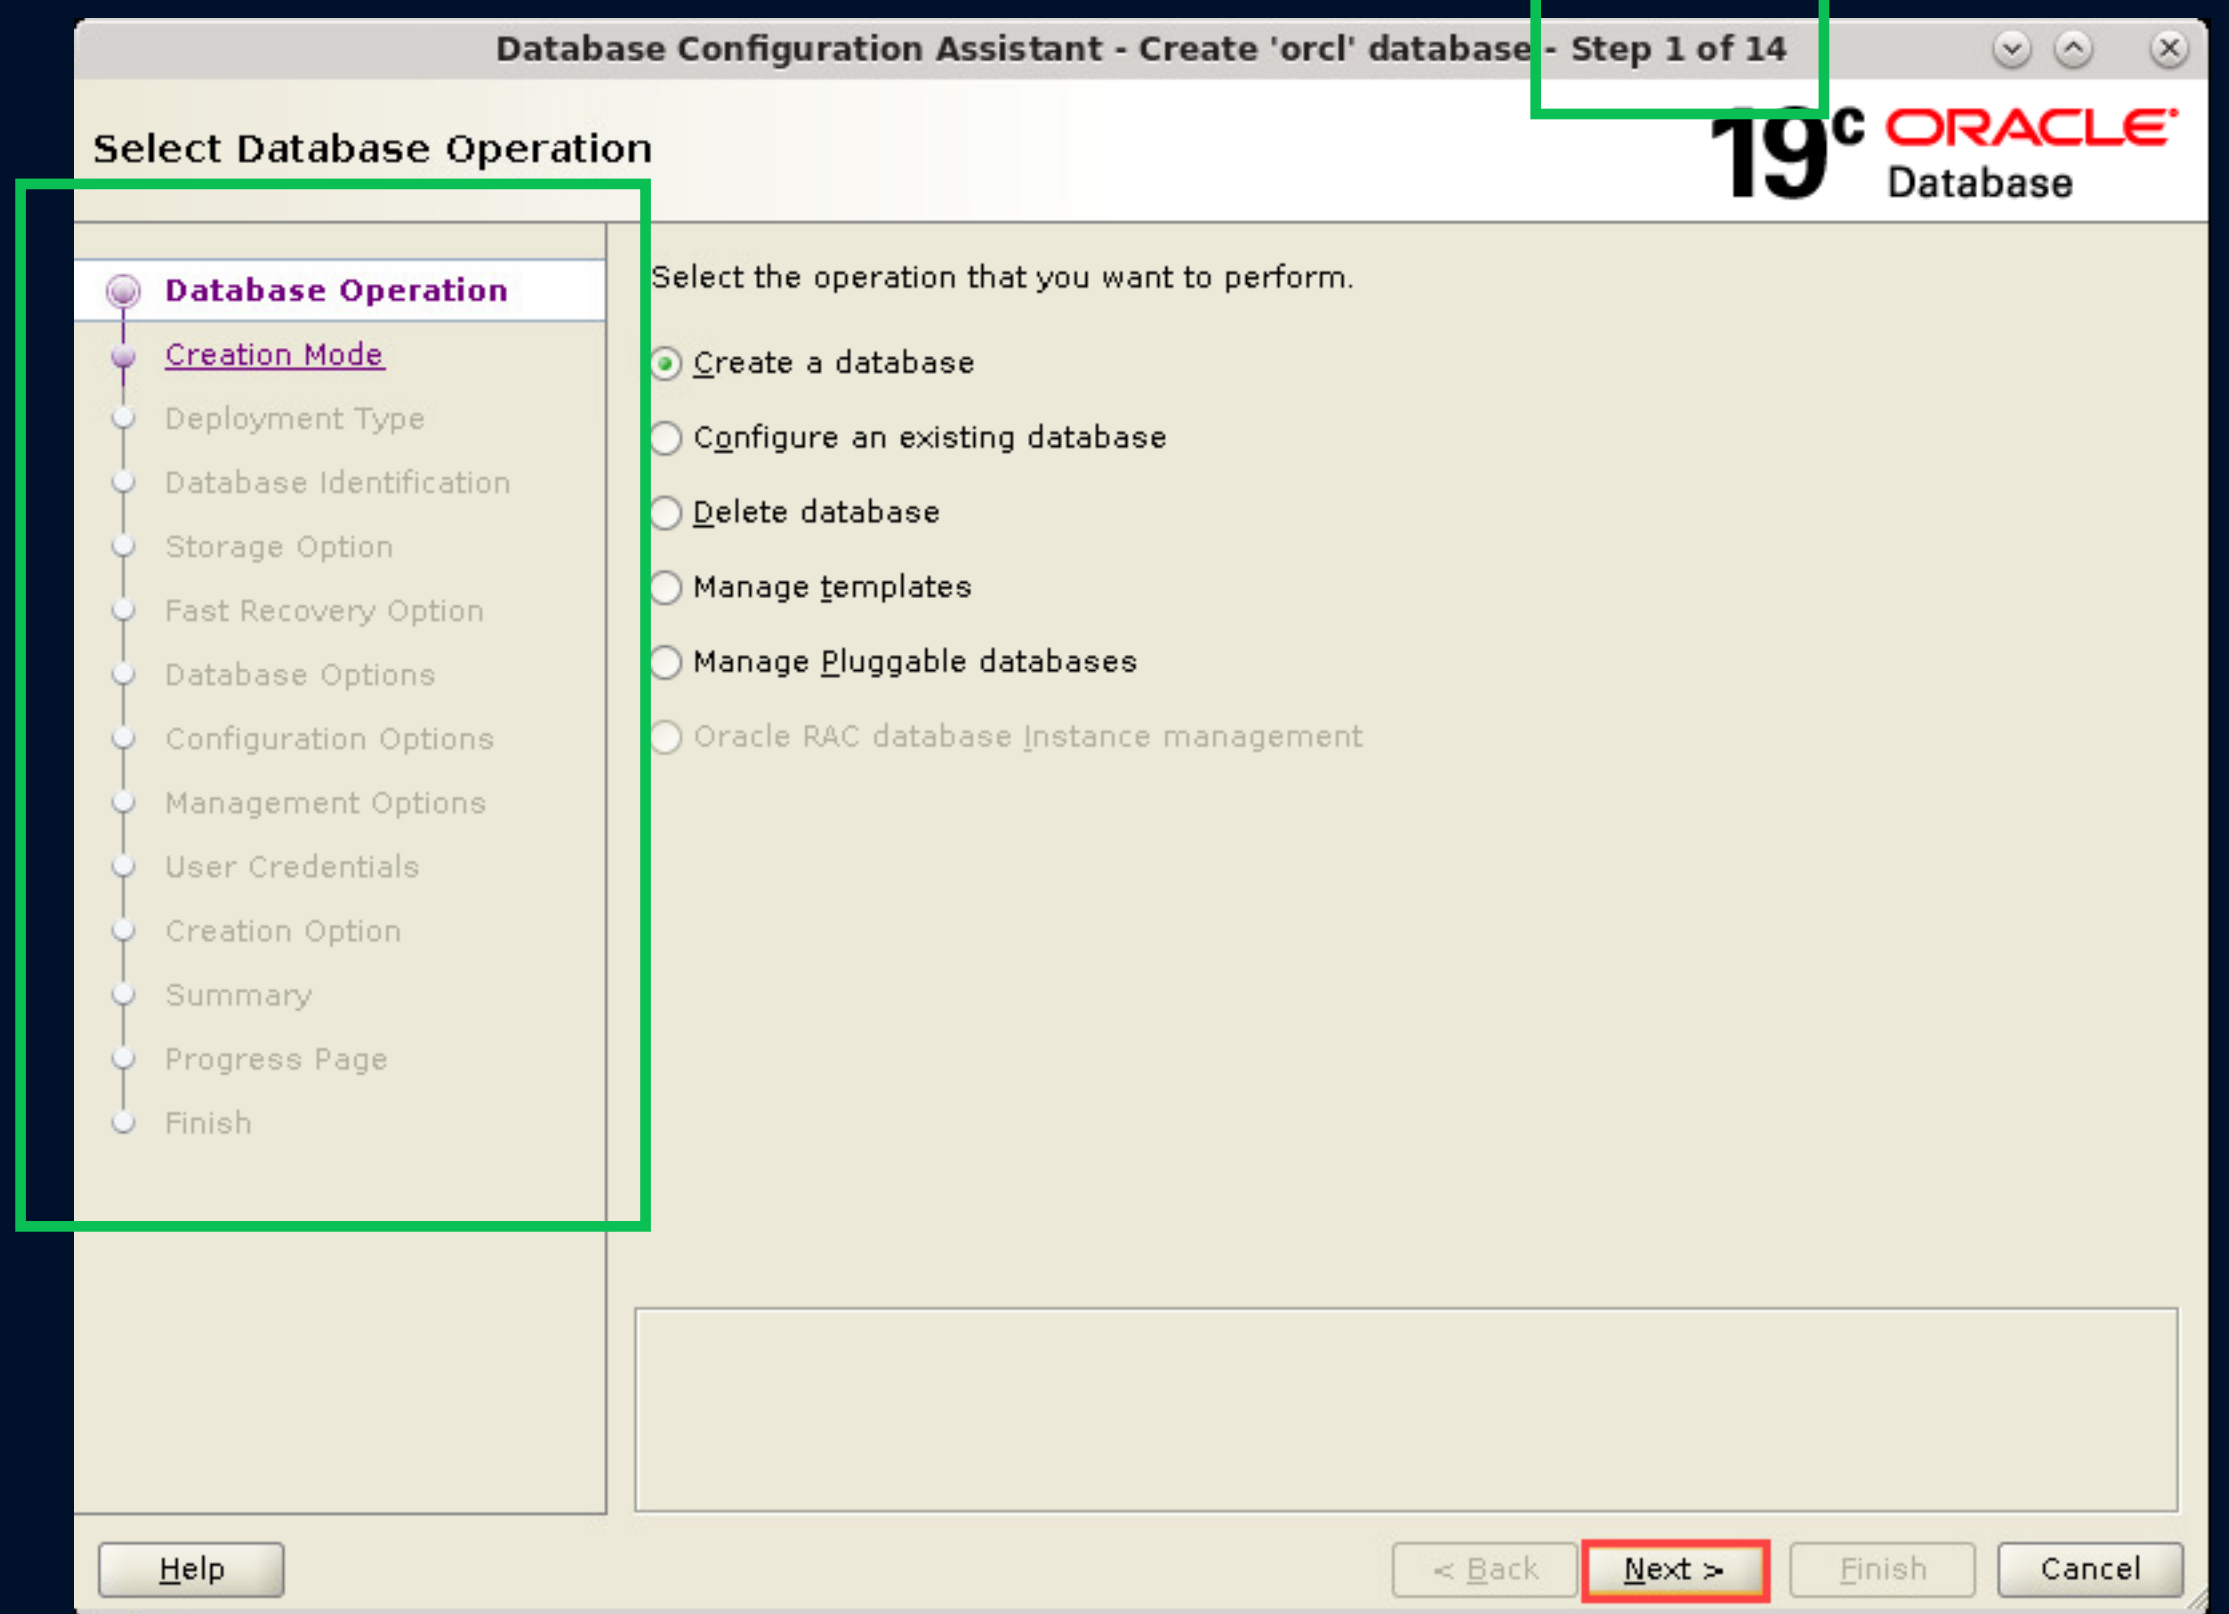 Database Configuration Assistant - Create 'orcl' database - Step 1 of 14
Select Database Operation
19c ORACLE
Database
Database Operation
Creation Mode
Deployment Type
Database Identification
Storage Option
Fast Recovery Option
Database Options
Configuration Options
Management Options
User Credentials
Creation Option
Summary
Progress Page
Finish
Select the operation that you want to perform.
Create a database
Configure an existing database
Delete database
Manage templates
Manage Pluggable databases
Oracle RAC database Instance management
Help
< Back
Next >
Finish
Cancel